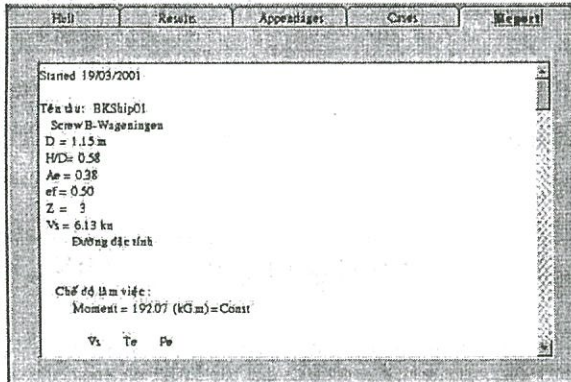 Hull Results Appendages Cases Report
Started 19/03/2001
Tên tàu: BKShip01
Screw B-Wageningen
D = 1.15 m
H/D= 0.58
Ae = 0.38
ef = 0.50
Z = 3
Vs = 6.13 kn
Đường đặc tính
Chế độ làm việc :
Moment = 192.07 (kG.m)=Const
Vs Te Pe